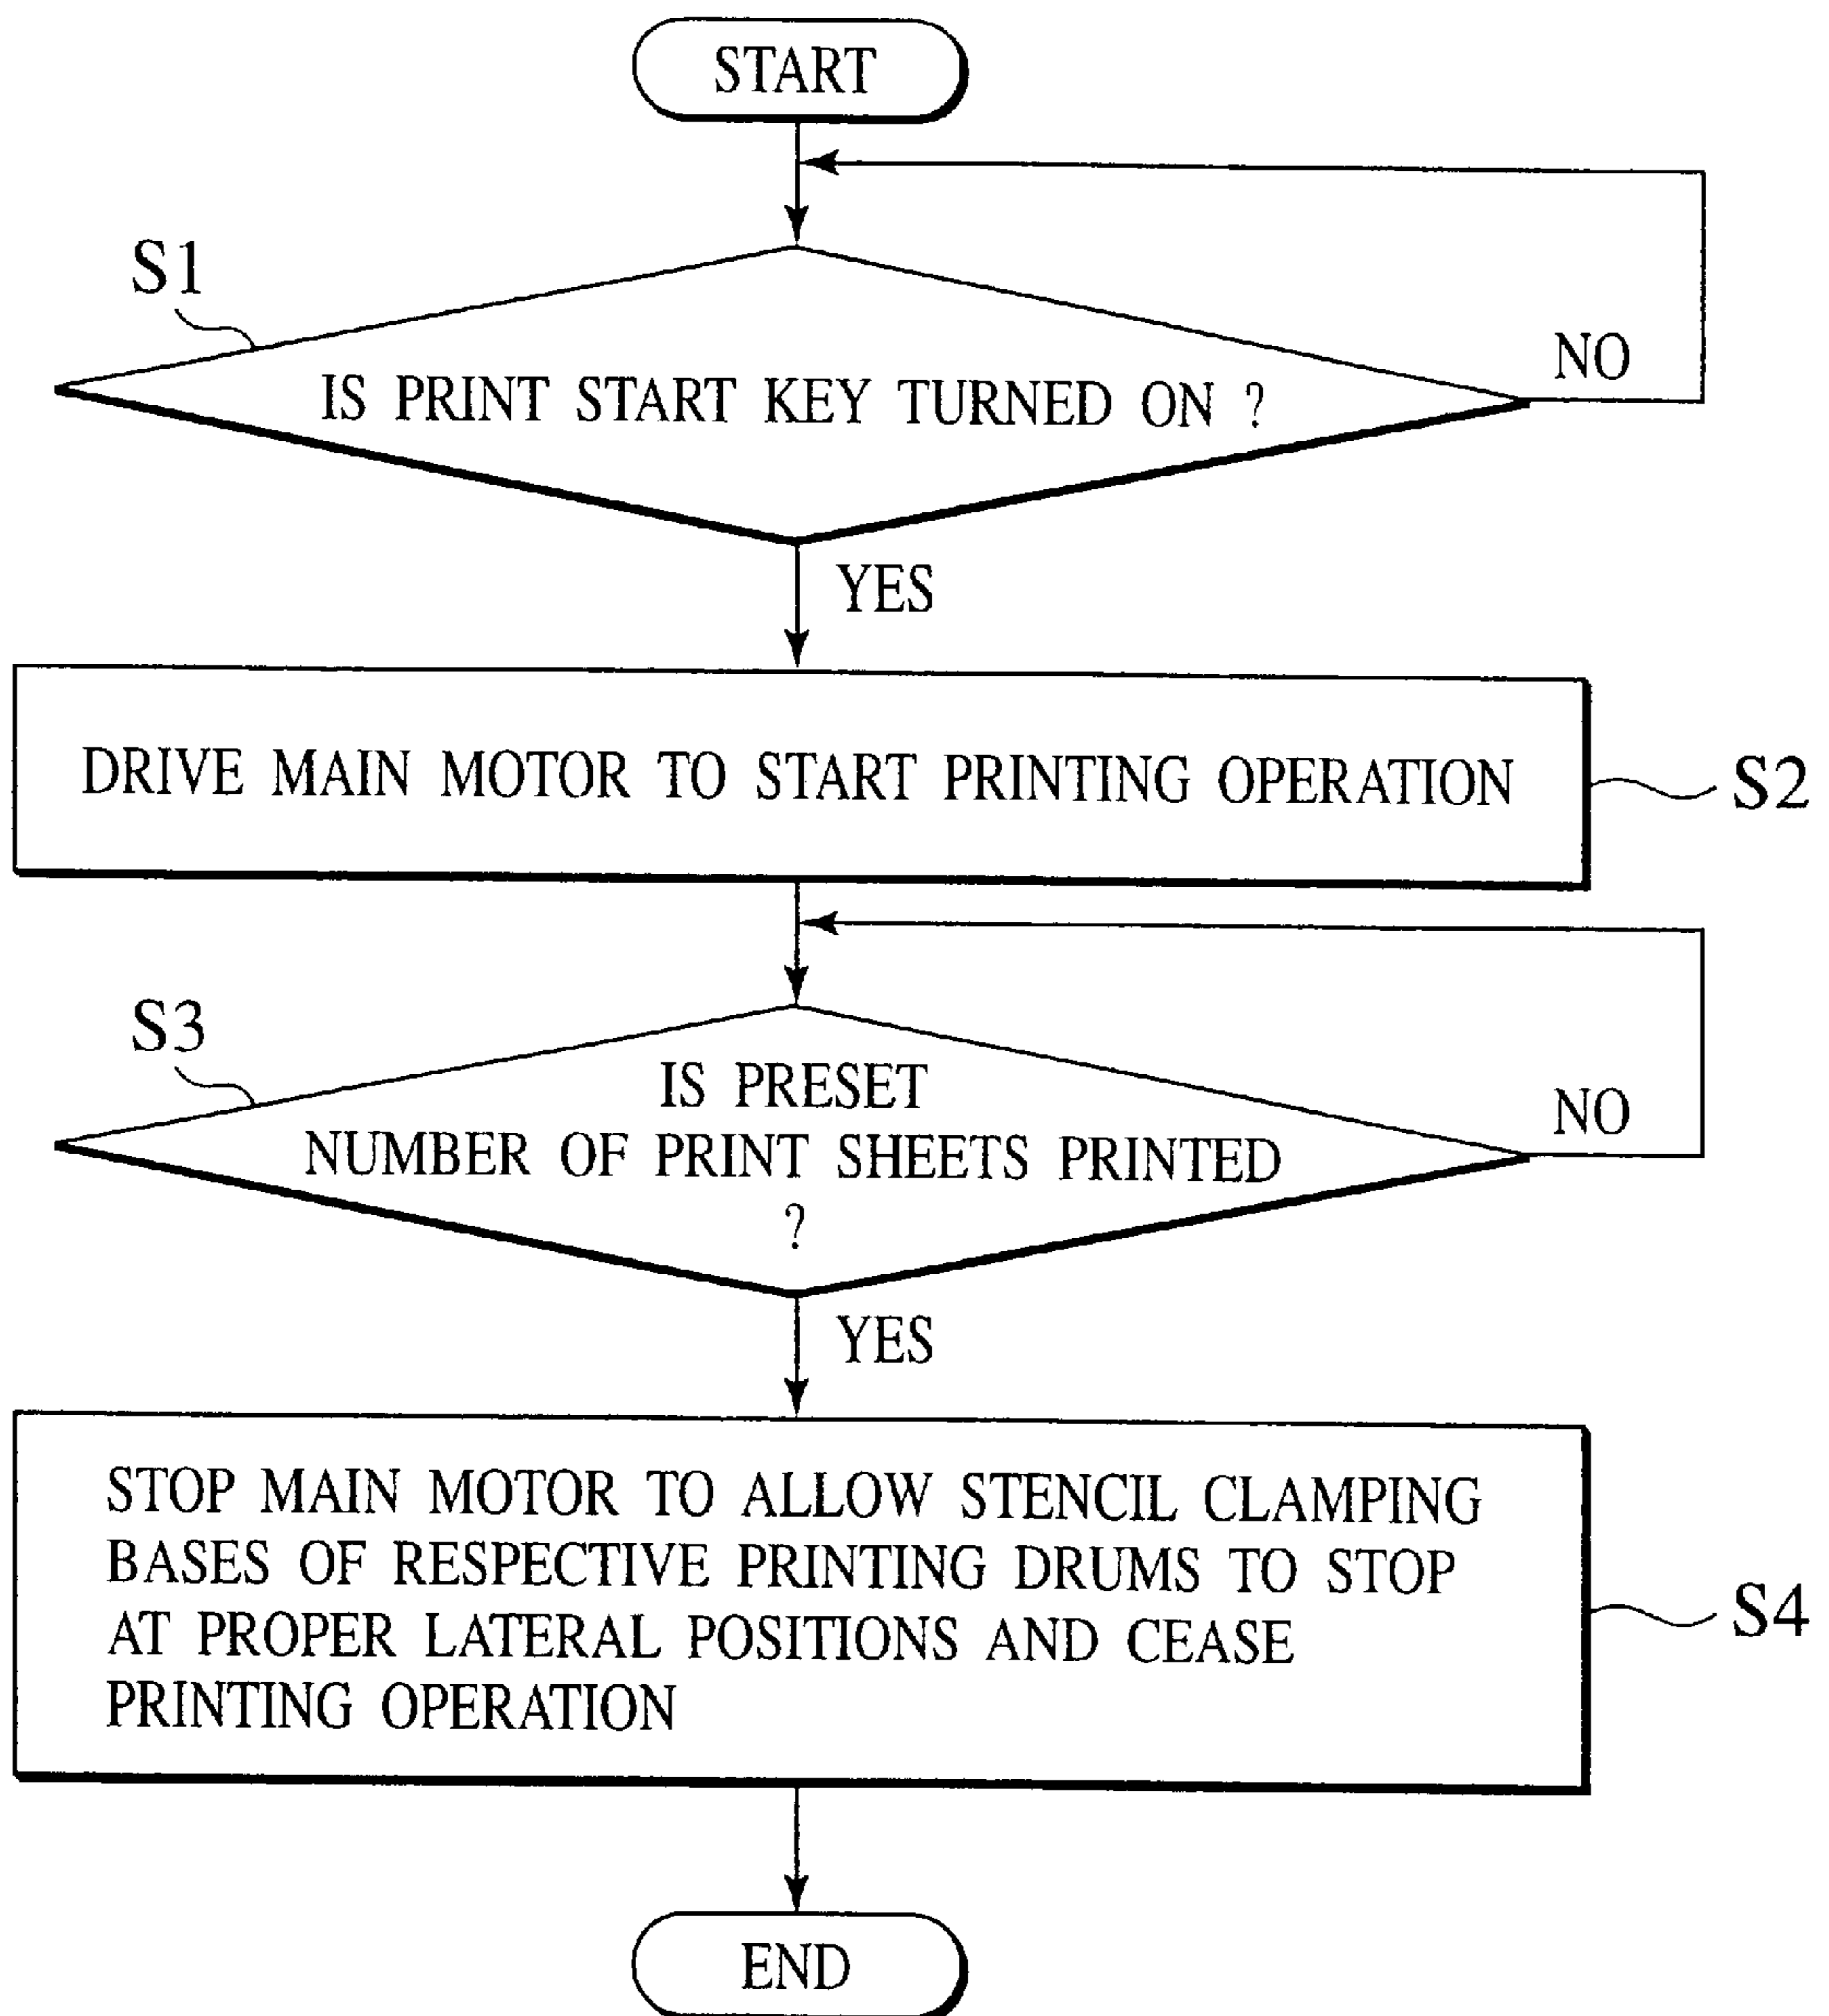 START
S1
NO
IS PRINT START KEY TURNED ON ?
YES
DRIVE MAIN MOTOR TO START PRINTING OPERATION
S2
S3
IS PRESET
NO
NUMBER OF PRINT SHEETS PRINTED
?
YES
STOP MAIN MOTOR TO ALLOW STENCIL CLAMPING
BASES OF RESPECTIVE PRINTING DRUMS TO STOP
AT PROPER LATERAL POSITIONS AND CEASE
PRINTING OPERATION
S4
END